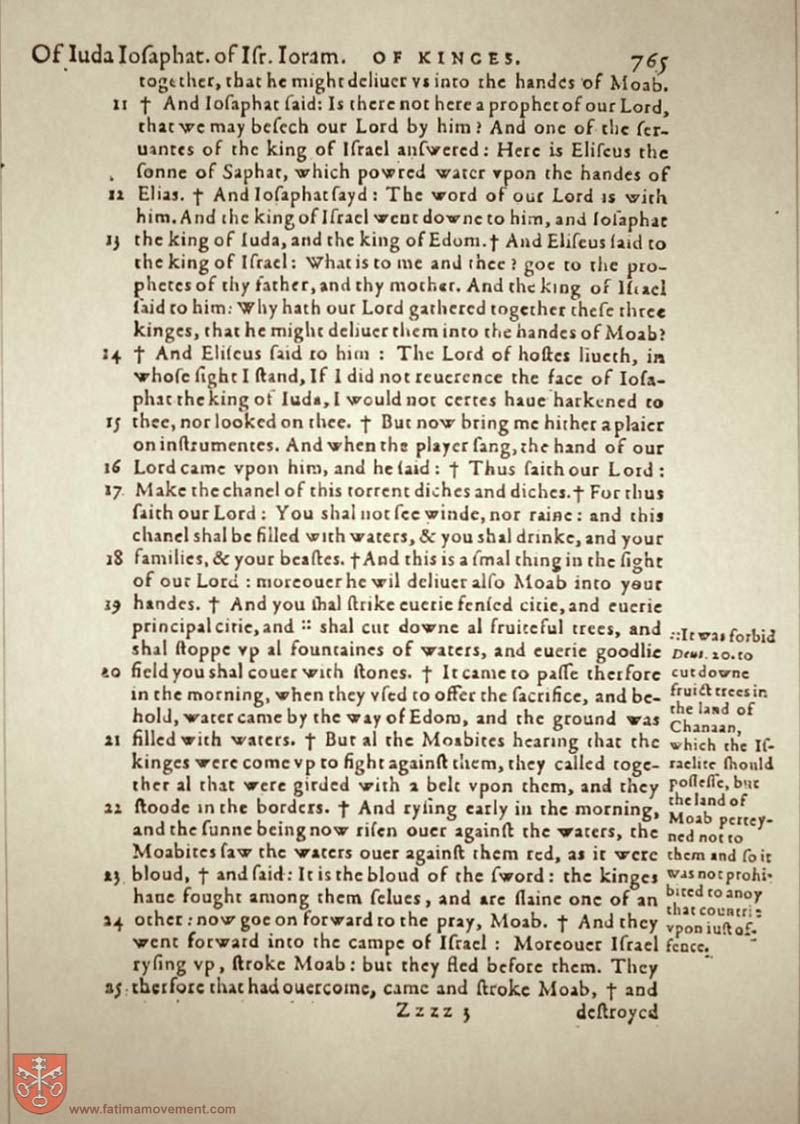 Of Iuda Iosaphat. of Isr. Ioram. OF KINGES. 765
together, that he might deliuer vs into the handes of Moab.
11 † And Iosaphat said: Is there not here a prophet of our Lord,
that we may besech our Lord by him? And one of the ser-
uantes of the king of Israel answered: Here is Eliseus the
sonne of Saphat, which powred water vpon the handes of
12 Elias. † And Iosaphat sayd: The word of our Lord is with
him. And the king of Israel went downe to him, and Iosaphat
13 the king of Iuda, and the king of Edom. † And Eliseus said to
the king of Israel: What is to me and thee? goe to the pro-
phetes of thy father, and thy mother. And the king of Israel
said to him: Why hath our Lord gathered together these three
kinges, that he might deliuer them into the handes of Moab?
14 † And Eliseus said to him: The Lord of hostes liueth, in
whose sight I stand, If I did not reuerence the face of Iosa-
phat the king of Iuda, I would not certes haue harkened to
15 thee, nor looked on thee. † But now bring me hither a plaier
on instrumentes. And when the player sang, the hand of our
16 Lord came vpon him, and he said: † Thus saith our Lord:
17 Make the chanel of this torrent diches and diches. † For thus
saith our Lord: You shal not see winde, nor raine: and this
chanel shal be filled with waters, & you shal drinke, and your
18 families, & your beastes. † And this is a smal thing in the sight
of our Lord: moreouer he wil deliuer also Moab into your
19 handes. † And you shal strike euerie fensed citie, and euerie
principal citie, and :: shal cut downe al fruiteful trees, and
shal stoppe vp al fountaines of waters, and euerie goodlie
20 field you shal couer with stones. † It came to passe therfore
in the morning, when they vsed to offer the sacrifice, and be-
hold, water came by the way of Edom, and the ground was
21 filled with waters. † But al the Moabites hearing that the
kinges were come vp to fight against them, they called toge-
ther al that were girded with a belt vpon them, and they
22 stoode in the borders. † And rysing early in the morning,
and the sunne being now risen ouer against the waters, the
Moabites saw the waters ouer against them red, as it were
23 bloud, † and said: It is the bloud of the sword: the kinges
haue fought among them selues, and are slaine one of an
24 other: now goe on forward to the pray, Moab. † And they
went forward into the campe of Israel: Moreouer Israel
rysing vp, stroke Moab: but they fled before them. They
25 therfore that had ouercome, came and stroke Moab, † and
Zzzz 3 destroyed
::It was forbid
Deut. 20. to
cut downe
fruict trees in
the land of
Chanaan,
which the Is-
raelite should
possesse, but
the land of
Moab pertey-
ned not to
them and so it
was not prohi-
bited to anoy
that countrie
vpon iust of-
fence.
www.fatimamovement.com